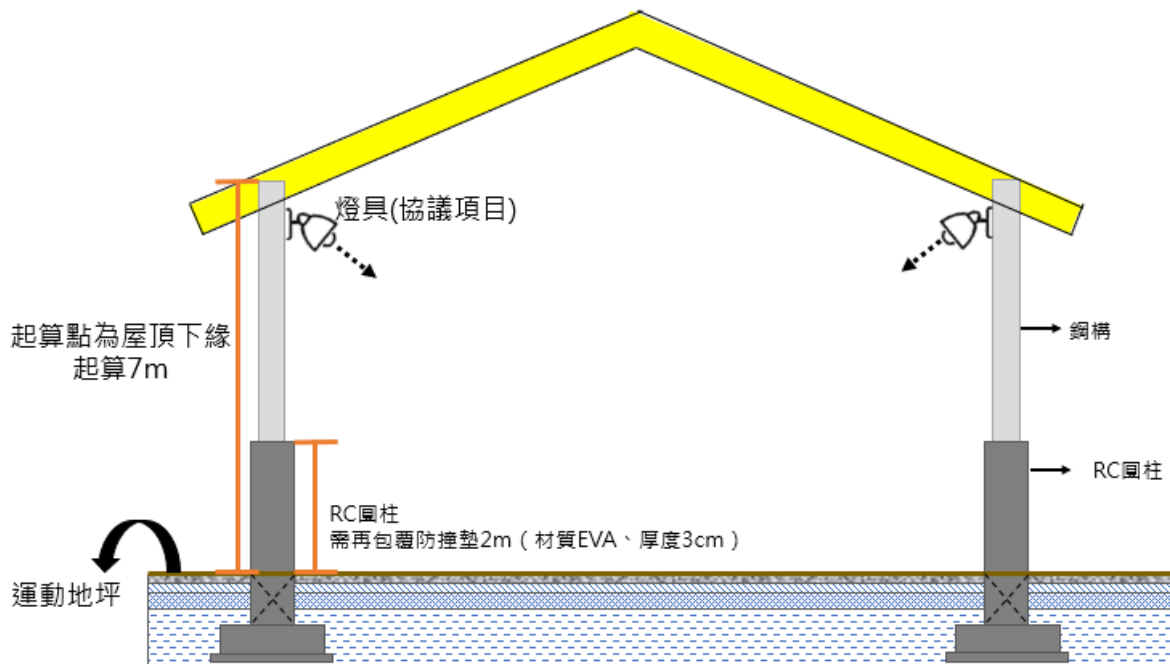 燈具(協議項目)
起算點為屋頂下緣
起算7m
鋼構
RC圓柱
RC圓柱
需再包覆防撞墊2m（材質EVA、厚度3cm）
運動地坪